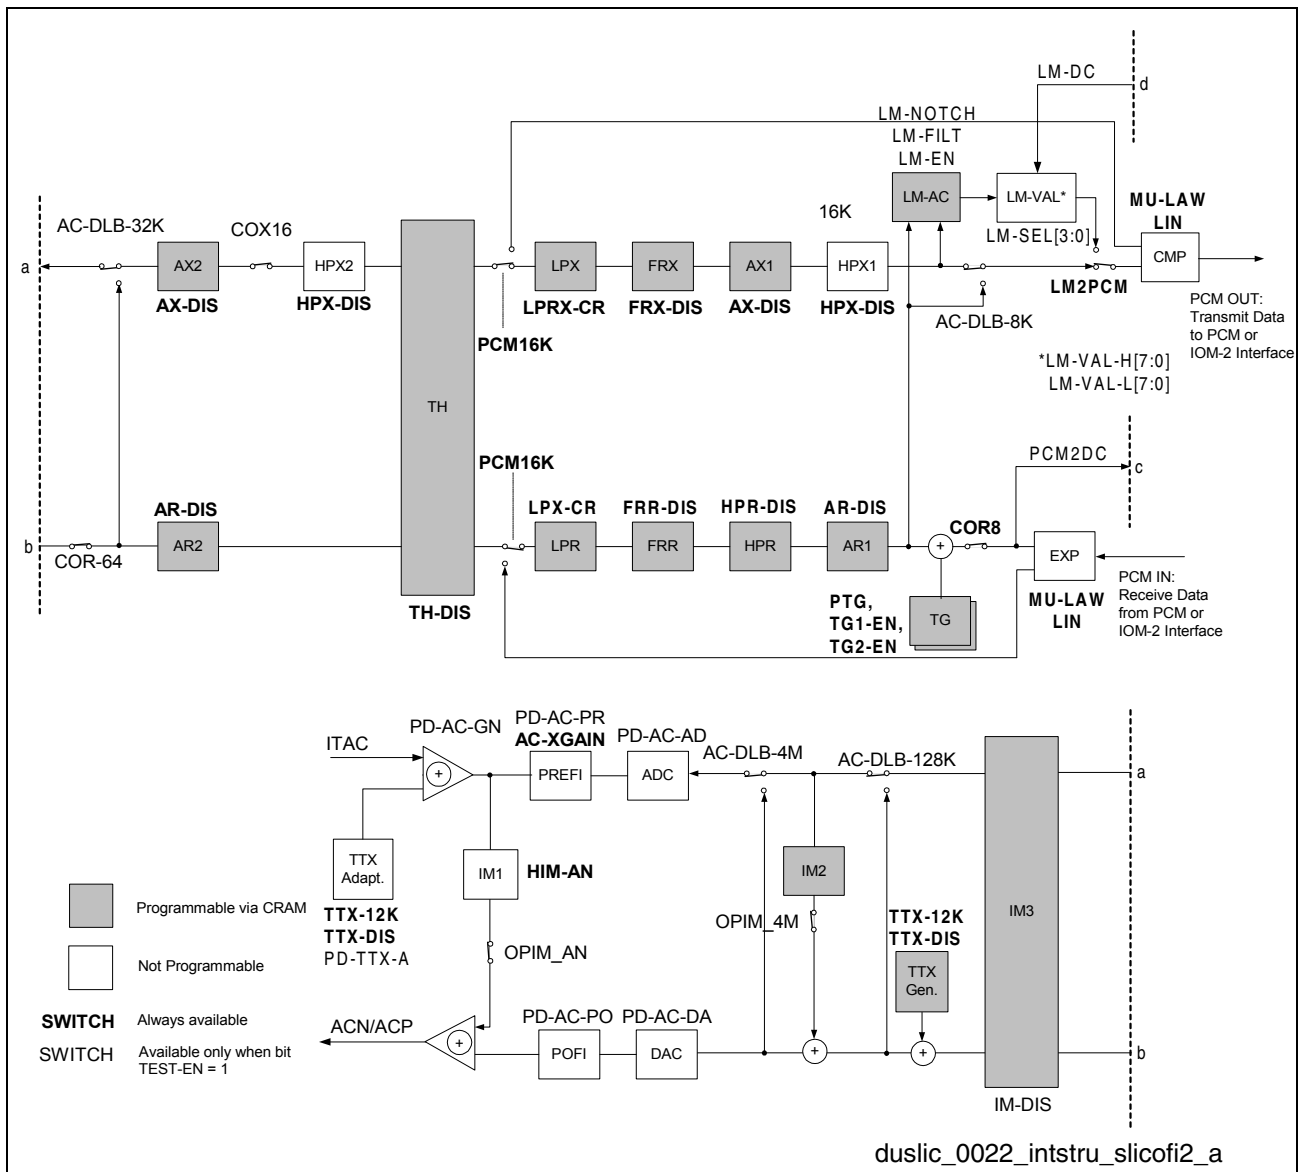 LM-DC
d
LM-NOTCH
LM-FILT
LM-EN
AC-DLB-32K
COX16
16K
LM-AC
LM-VAL*
MU-LAW
LIN
LM-SEL[3:0]
a
AX2
HPX2
LPX
FRX
AX1
HPX1
CMP
AX-DIS
HPX-DIS
LPRX-CR
FRX-DIS
AX-DIS
HPX-DIS
LM2PCM
AC-DLB-8K
PCM OUT:
Transmit Data
to PCM or
IOM-2 Interface
PCM16K
*LM-VAL-H[7:0]
LM-VAL-L[7:0]
TH
PCM16K
PCM2DC
c
AR-DIS
LPX-CR
FRR-DIS
HPR-DIS
AR-DIS
COR8
b
COR-64
AR2
LPR
FRR
HPR
AR1
+
EXP
PCM IN:
Receive Data
from PCM or
IOM-2 Interface
TH-DIS
PTG,
TG1-EN,
TG2-EN
TG
MU-LAW
LIN
PD-AC-GN
PD-AC-PR
AC-XGAIN
PD-AC-AD
AC-DLB-4M
AC-DLB-128K
ITAC
+
PREFI
ADC
a
TTX
Adapt.
IM1
HIM-AN
IM2
IM3
TTX-12K
TTX-DIS
PD-TTX-A
OPIM_AN
OPIM_4M
TTX-12K
TTX-DIS
TTX
Gen.
Programmable via CRAM
Not Programmable
SWITCH Always available
SWITCH Available only when bit
TEST-EN = 1
ACN/ACP
+
PD-AC-PO
PD-AC-DA
POFI
DAC
+
+
b
IM-DIS
duslic_0022_intstru_slicofi2_a